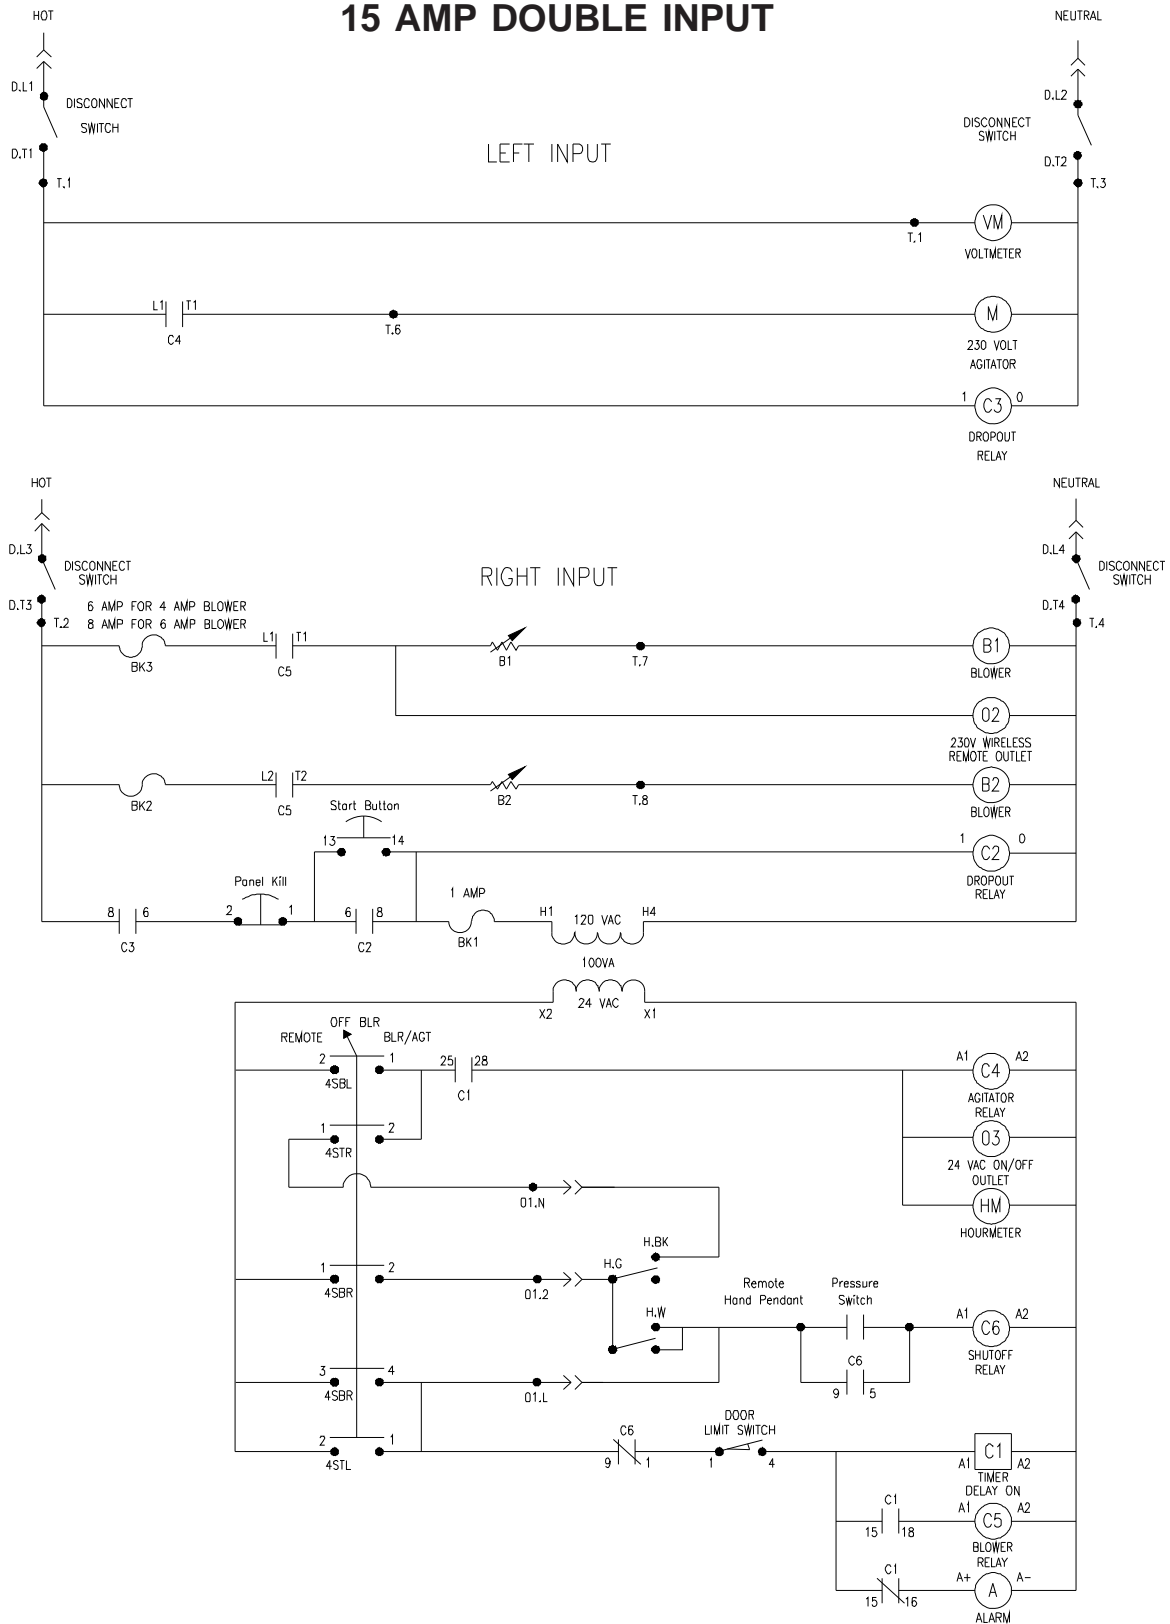 15 AMP DOUBLE INPUT
HOT
NEUTRAL
D.L1
DISCONNECT
SWITCH
D.T1
T.1
LEFT INPUT
D.L2
DISCONNECT
SWITCH
D.T2
T.3
T.1
VM
VOLTMETER
L1
T1
C4
T.6
M
230 VOLT
AGITATOR
1
C3
0
DROPOUT
RELAY
HOT
NEUTRAL
D.L3
DISCONNECT
SWITCH
D.T3
T.2
6 AMP FOR 4 AMP BLOWER
8 AMP FOR 6 AMP BLOWER
RIGHT INPUT
D.L4
DISCONNECT
SWITCH
D.T4
T.4
BK3
L1
T1
C5
B1
T.7
B1
BLOWER
O2
230V WIRELESS
REMOTE OUTLET
BK2
L2
T2
C5
B2
T.8
B2
BLOWER
Start Button
13
14
1
C2
0
DROPOUT
RELAY
Panel Kill
8
6
C3
2
1
6
8
C2
1 AMP
BK1
H1
120 VAC
H4
100VA
X2
24 VAC
X1
OFF BLR
REMOTE
BLR/AGT
2
1
4SBL
25
28
C1
A1
C4
A2
AGITATOR
RELAY
1
2
4STR
O3
24 VAC ON/OFF
OUTLET
O1.N
HM
HOURMETER
1
2
4SBR
O1.2
H.G
H.BK
H.W
Remote
Hand Pendant
Pressure
Switch
A1
C6
A2
SHUTOFF
RELAY
C6
9
5
3
4
4SBR
O1.L
2
1
4STL
C6
9
1
DOOR
LIMIT SWITCH
1
4
C1
A1
A2
TIMER
DELAY ON
C1
15
18
A1
C5
A2
BLOWER
RELAY
C1
15
16
A+
A
A-
ALARM